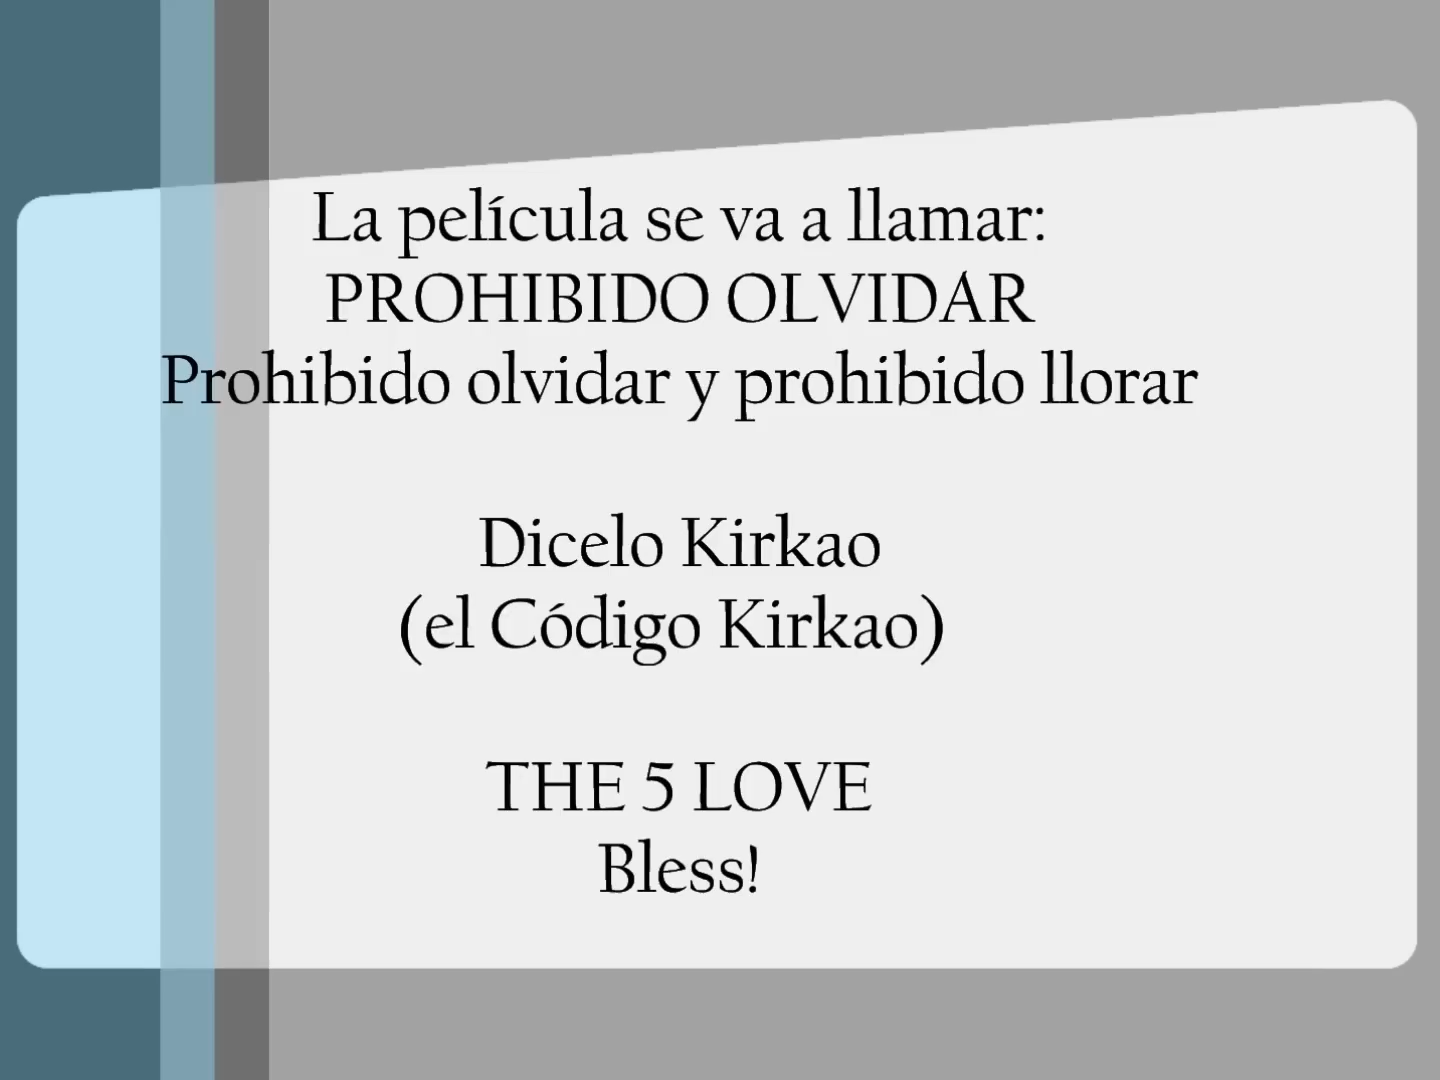 La película se va a llamar:
PROHIBIDO OLVIDAR
Prohibido olvidar y prohibido llorar
Dicelo Kirkao
(el Código Kirkao)
THE 5 LOVE
Bless!